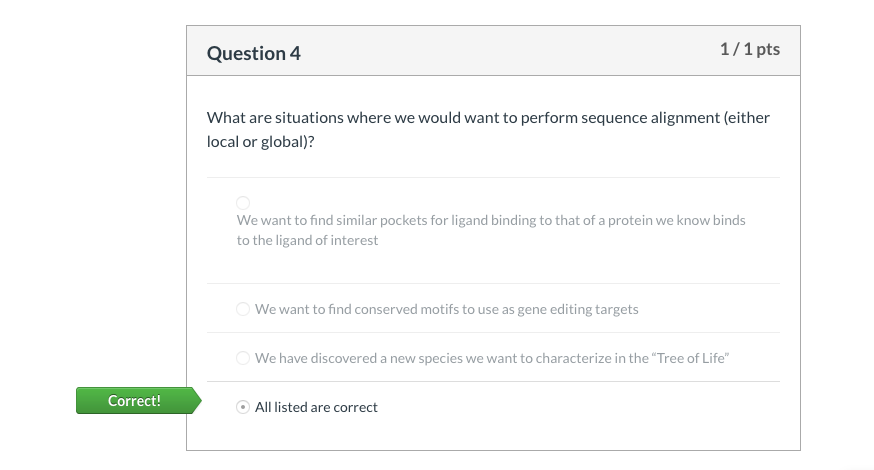 Question 4
1 / 1 pts
What are situations where we would want to perform sequence alignment (either
local or global)?
We want to find similar pockets for ligand binding to that of a protein we know binds
to the ligand of interest
We want to find conserved motifs to use as gene editing targets
We have discovered a new species we want to characterize in the “Tree of Life”
Correct!
All listed are correct